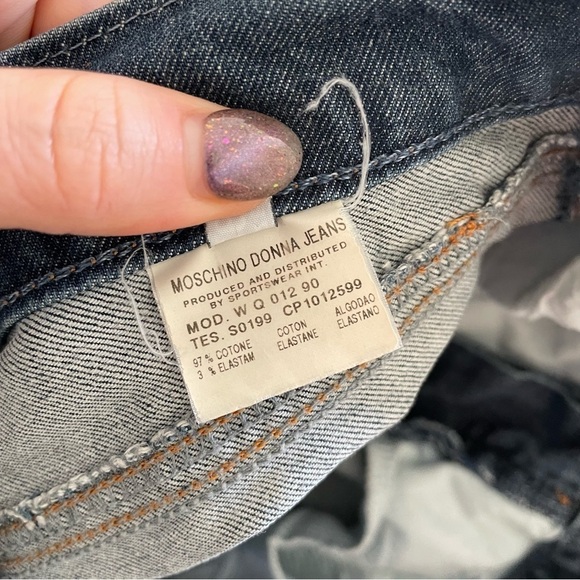 MOSCHINO DONNA JEANS
PRODUCED AND DISTRIBUTED
BY SPORTSWEAR INT.
MOD. W Q 012 90
TES. S0199 CP1012599
97 % COTONE COTON ALGODAO
3 % ELASTAM ELASTANE ELASTANO